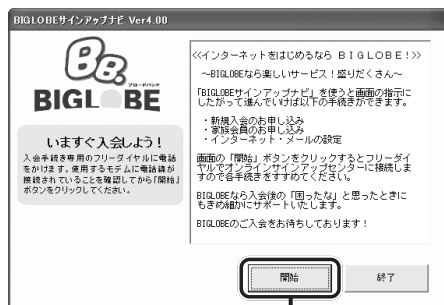 BIGLOBEサインアップナビ Ver4.00
ブロードバンド
BIGLOBE
いますぐ入会しよう！
入会手続き専用のフリーダイヤルに電話
をかけます。使用するモデムに電話線が
接続されていることを確認してから「開始」
ボタンをクリックしてください。
<<インターネットをはじめるなら ＢＩＧＬＯＢＥ！>>
～BIGLOBEなら楽しいサービス！盛りだくさん～
「BIGLOBEサインアップナビ」を使うと画面の指示に
したがって進んでいけば以下の手続きができます。
・新規入会のお申し込み
・家族会員のお申し込み
・インターネット・メールの設定
画面の「開始」ボタンをクリックするとフリーダイ
ヤルでオンラインサインアップセンターに接続しま
すので各手続きをすすめてください。
BIGLOBEなら入会後の「困ったな」と思ったときに
もきめ細かにサポートいたします。
BIGLOBEのご入会をお待ちしております！
開始
終了